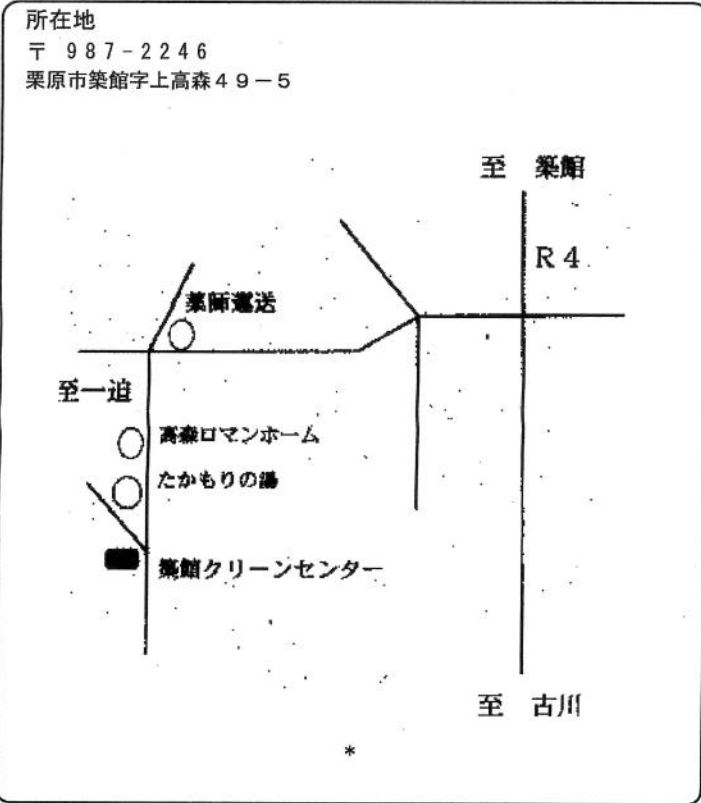 所在地
〒 987-2246
栗原市築館字上高森49-5
至 築館
R4
薬師運送
至一迫
高森ロマンホーム
たかもりの湯
築館クリーンセンター
至 古川
*